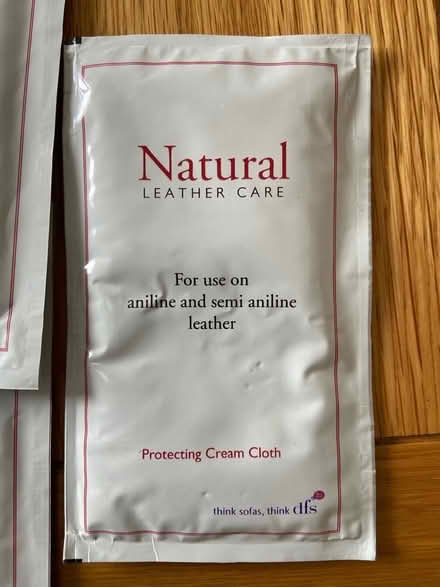 Natural
LEATHER CARE
For use on
aniline and semi aniline
leather
Protecting Cream Cloth
think sofas, think dfs